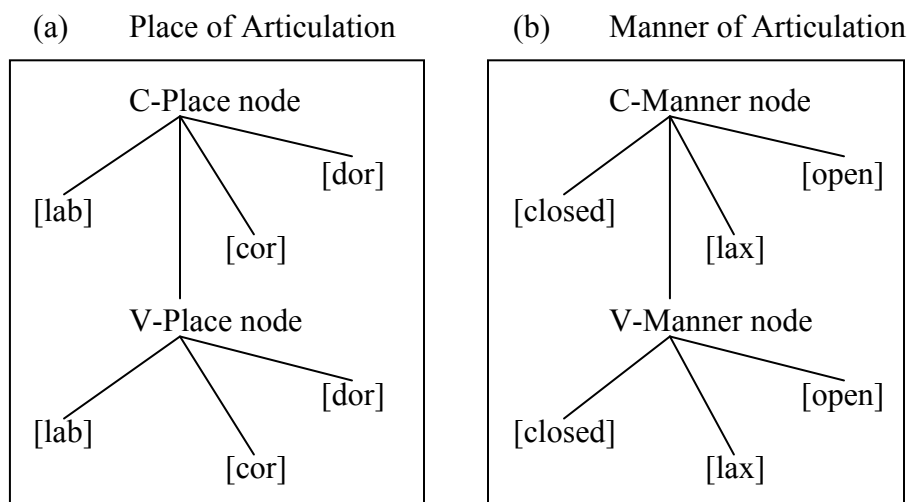 (a) Place of Articulation
C-Place node
[lab]
[cor]
[dor]
V-Place node
[lab]
[cor]
[dor]
(b) Manner of Articulation
C-Manner node
[closed]
[lax]
[open]
V-Manner node
[closed]
[lax]
[open]